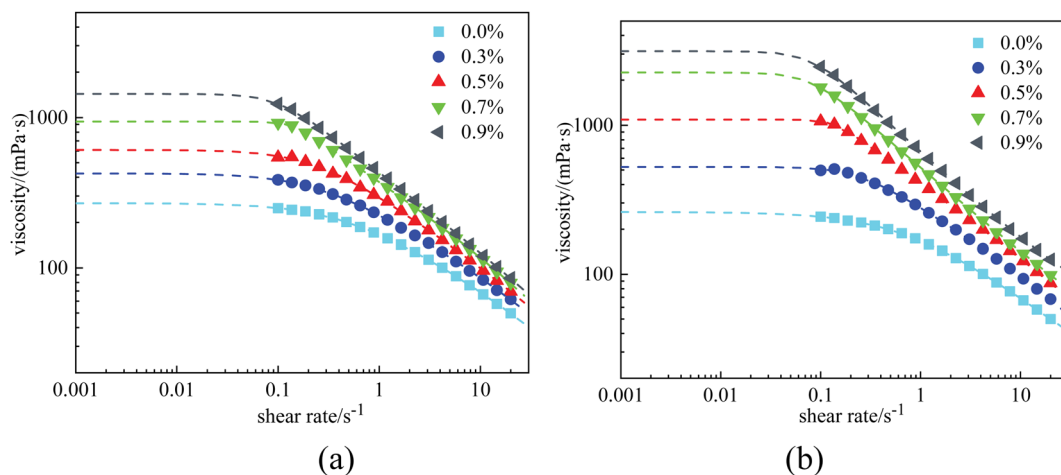 (a)
0.0%
0.3%
0.5%
0.7%
0.9%
1000
100
viscosity/(mPa·s)
0.001 0.01 0.1 1 10
shear rate/s⁻¹
(a)
(b)
0.0%
0.3%
0.5%
0.7%
0.9%
1000
100
viscosity/(mPa·s)
0.001 0.01 0.1 1 10
shear rate/s⁻¹
(b)